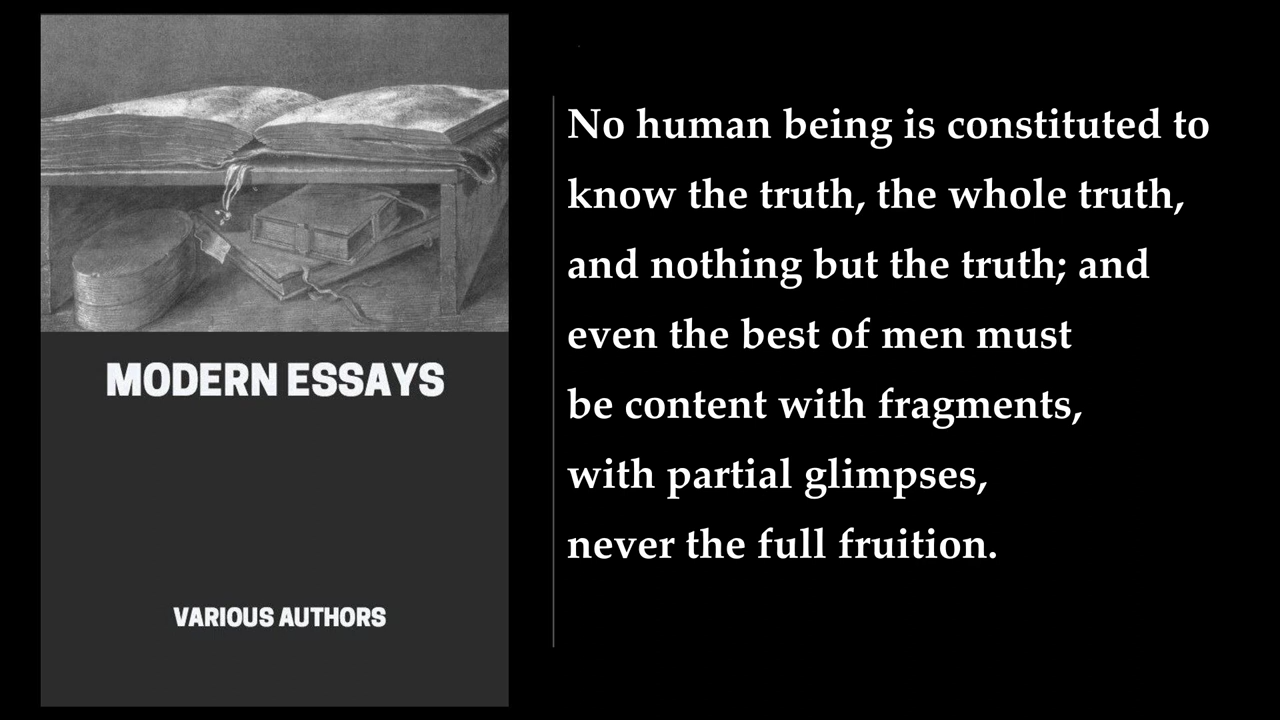 MODERN ESSAYS
VARIOUS AUTHORS
No human being is constituted to
know the truth, the whole truth,
and nothing but the truth; and
even the best of men must
be content with fragments,
with partial glimpses,
never the full fruition.